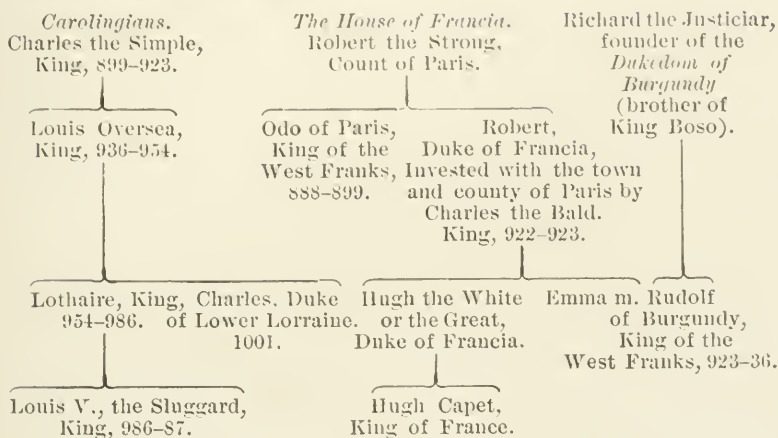 Carolingians.
Charles the Simple,
King, 899–923.
The House of Francia.
Robert the Strong,
Count of Paris.
Richard the Justiciar,
founder of the
Dukedom of
Burgundy
(brother of
King Boso).
Louis Oversea,
King, 936–954.
Odo of Paris,
King of the
West Franks,
888–899.
Robert,
Duke of Francia,
Invested with the town
and county of Paris by
Charles the Bald.
King, 922–923.
Lothaire, King,
954–986.
Charles, Duke
of Lower Lorraine.
1001.
Hugh the White
or the Great,
Duke of Francia.
Emma m. Rudolf
of Burgundy,
King of the
West Franks, 923–36.
Louis V., the Sluggard,
King, 986–87.
Hugh Capet,
King of France.